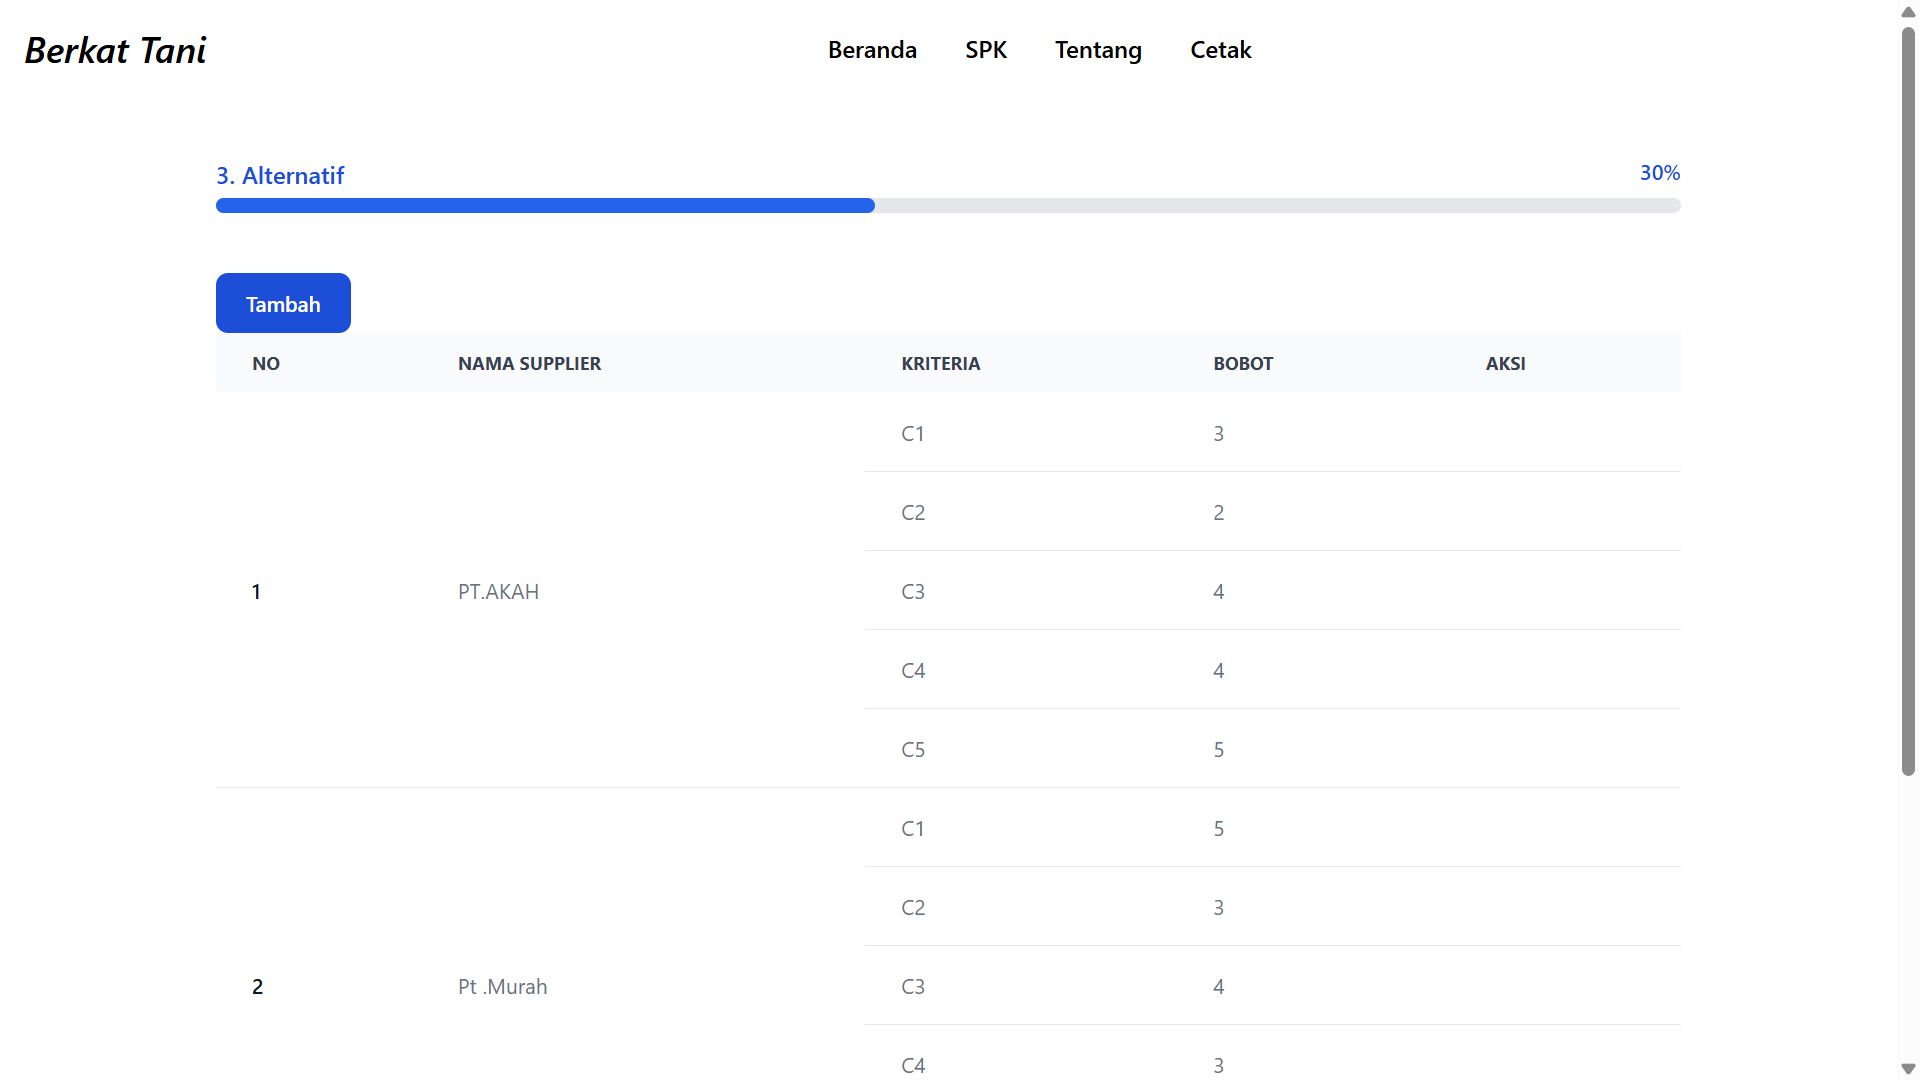 Berkat Tani
Beranda SPK Tentang Cetak
3. Alternatif 30%
Tambah
NO NAMA SUPPLIER KRITERIA BOBOT AKSI
C1 3
C2 2
1 PT.AKAH C3 4
C4 4
C5 5
C1 5
C2 3
2 Pt .Murah C3 4
C4 3